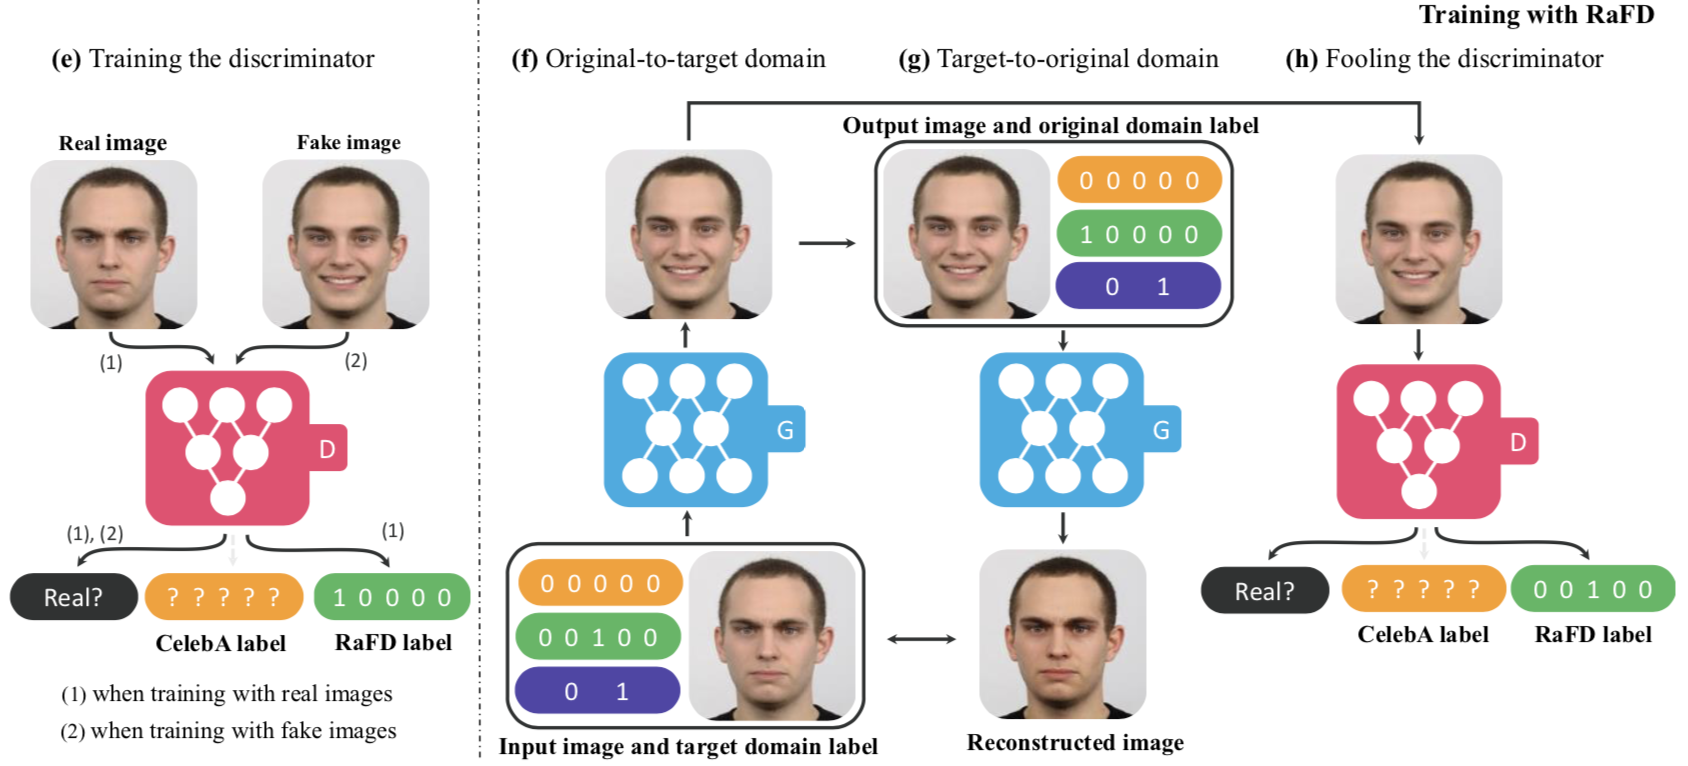 Training with RaFD
(e) Training the discriminator
Real image
Fake image
(1)
(2)
D
(1), (2)
(1)
Real?
? ? ? ? ?
1 0 0 0 0
CelebA label
RaFD label
(1) when training with real images
(2) when training with fake images
(f) Original-to-target domain
G
0 0 0 0 0
0 0 1 0 0
0 1
Input image and target domain label
(g) Target-to-original domain
Output image and original domain label
0 0 0 0 0
1 0 0 0 0
0 1
G
Reconstructed image
(h) Fooling the discriminator
D
Real?
? ? ? ? ?
0 0 1 0 0
CelebA label
RaFD label